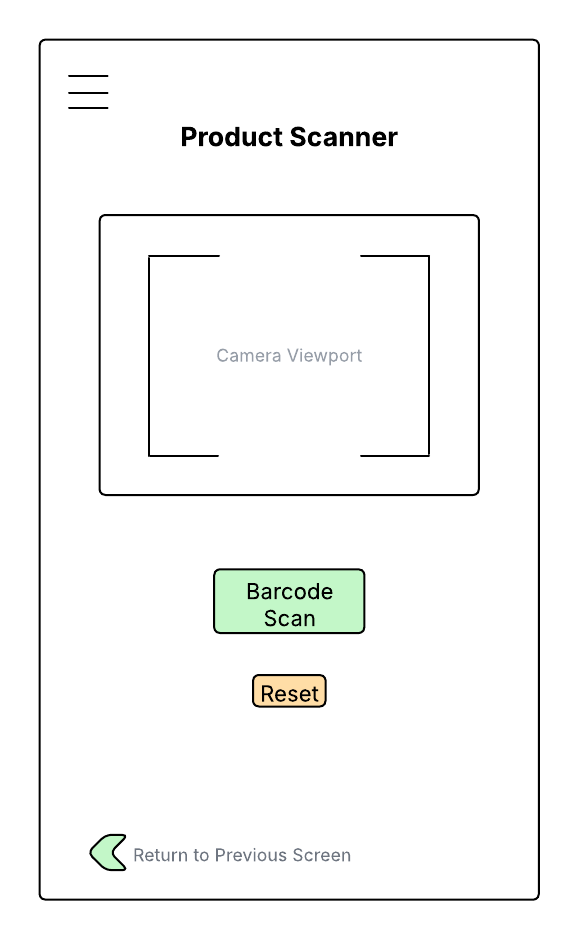 Product Scanner
Camera Viewport
Barcode
Scan
Reset
Return to Previous Screen